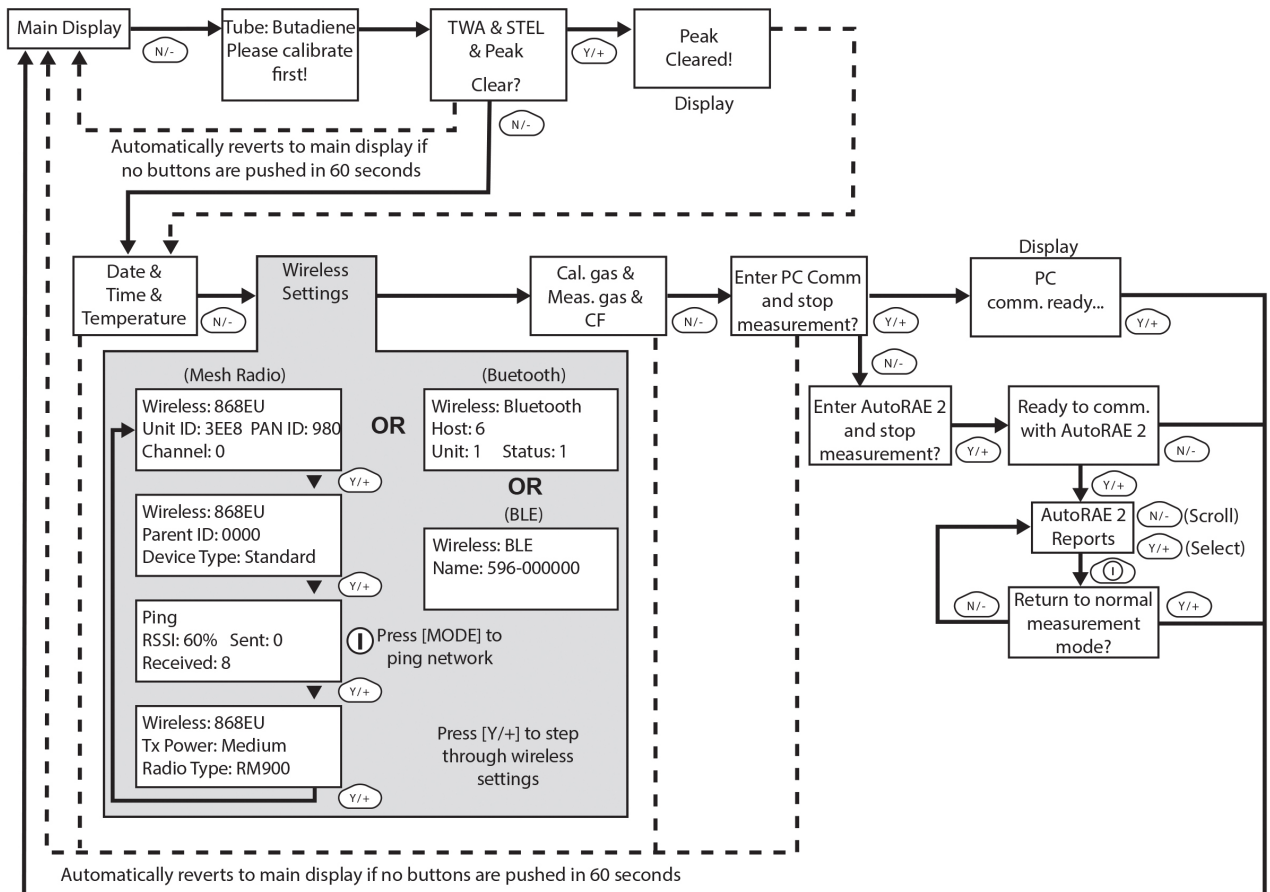 Main Display
N/-
Tube: Butadiene
Please calibrate
first!
TWA & STEL
& Peak
Clear?
Y/+
Peak
Cleared!
Display
N/-
Automatically reverts to main display if
no buttons are pushed in 60 seconds
Date &
Time &
Temperature
N/-
Wireless
Settings
Cal. gas &
Meas. gas &
CF
N/-
Enter PC Comm
and stop
measurement?
Y/+
Display
PC
comm. ready...
Y/+
N/-
(Mesh Radio)
Wireless: 868EU
Unit ID: 3EE8 PAN ID: 980
Channel: 0
Y/+
Wireless: 868EU
Parent ID: 0000
Device Type: Standard
Y/+
Ping
RSSI: 60% Sent: 0
Received: 8
Press [MODE] to
ping network
Y/+
Wireless: 868EU
Tx Power: Medium
Radio Type: RM900
Y/+
OR
(Buetooth)
Wireless: Bluetooth
Host: 6
Unit: 1 Status: 1
OR
(BLE)
Wireless: BLE
Name: 596-000000
Press [Y/+] to step
through wireless
settings
Enter AutoRAE 2
and stop
measurement?
Y/+
Ready to comm.
with AutoRAE 2
N/-
Y/+
AutoRAE 2
Reports
N/- (Scroll)
Y/+ (Select)
N/-
Return to normal
measurement
mode?
Y/+
Automatically reverts to main display if no buttons are pushed in 60 seconds